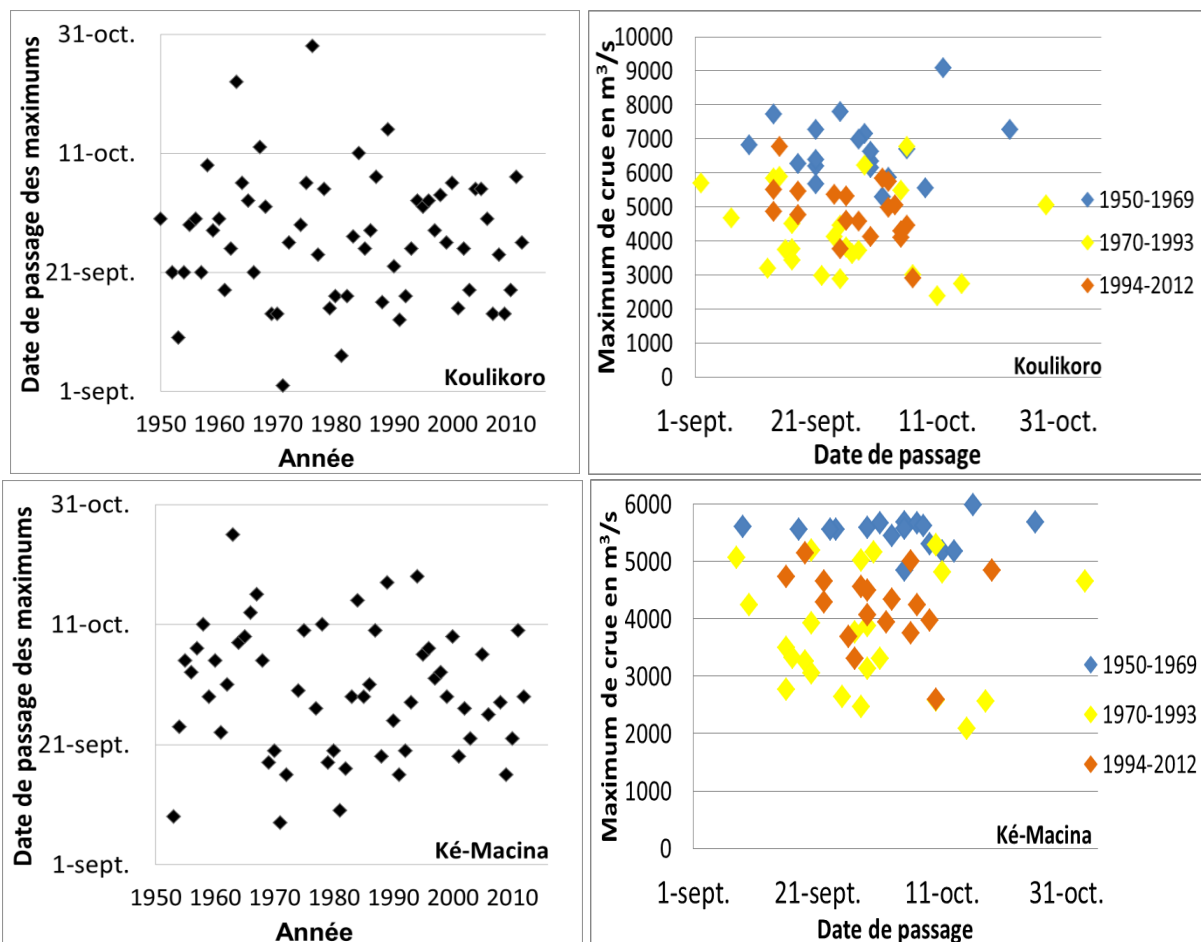 Date de passage des maximums
31-oct.
11-oct.
21-sept.
1-sept.
1950 1960 1970 1980 1990 2000 2010
Année
Koulikoro
Maximum de crue en m³/s
10000
9000
8000
7000
6000
5000
4000
3000
2000
1000
0
1-sept. 21-sept. 11-oct. 31-oct.
Date de passage
1950-1969
1970-1993
1994-2012
Koulikoro
Date de passage des maximums
31-oct.
11-oct.
21-sept.
1-sept.
1950 1960 1970 1980 1990 2000 2010
Année
Ké-Macina
Maximum de crue en m³/s
6000
5000
4000
3000
2000
1000
0
1-sept. 21-sept. 11-oct. 31-oct.
Date de passage
1950-1969
1970-1993
1994-2012
Ké-Macina